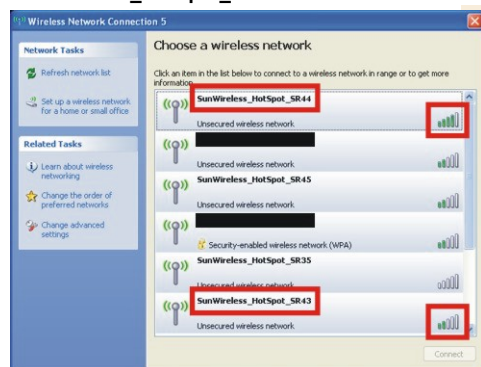 Wireless Network Connection 5
Network Tasks
Refresh network list
Set up a wireless network
for a home or small office
Related Tasks
Learn about wireless
networking
Change the order of
preferred networks
Change advanced
settings
Choose a wireless network
Click an item in the list below to connect to a wireless network in range or to get more
information.
SunWireless_HotSpot_SR44
Unsecured wireless network
Unsecured wireless network
SunWireless_HotSpot_SR45
Unsecured wireless network
Security-enabled wireless network (WPA)
SunWireless_HotSpot_SR35
Unsecured wireless network
SunWireless_HotSpot_SR43
Unsecured wireless network
Connect